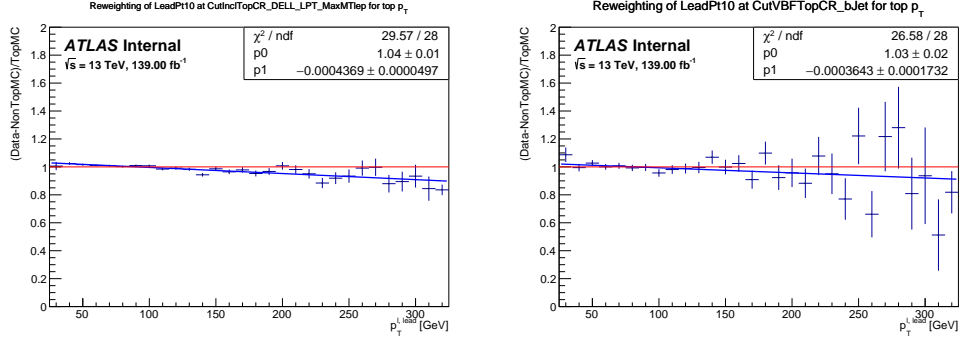 Reweighting of LeadPt10 at CutInclTopCR_DELL_LPT_MaxMTlep for top p_T
(Data-NonTopMC)/TopMC
ATLAS Internal
√s = 13 TeV, 139.00 fb⁻¹
χ² / ndf 29.57 / 28
p0 1.04 ± 0.01
p1 −0.0004369 ± 0.0000497
2
1.8
1.6
1.4
1.2
1
0.8
0.6
0.4
0.2
0
50 100 150 200 250 300
p_T^{l, lead} [GeV]
Reweighting of LeadPt10 at CutVBFTopCR_bJet for top p_T
(Data-NonTopMC)/TopMC
ATLAS Internal
√s = 13 TeV, 139.00 fb⁻¹
χ² / ndf 26.58 / 28
p0 1.03 ± 0.02
p1 −0.0003643 ± 0.0001732
2
1.8
1.6
1.4
1.2
1
0.8
0.6
0.4
0.2
0
50 100 150 200 250 300
p_T^{l, lead} [GeV]